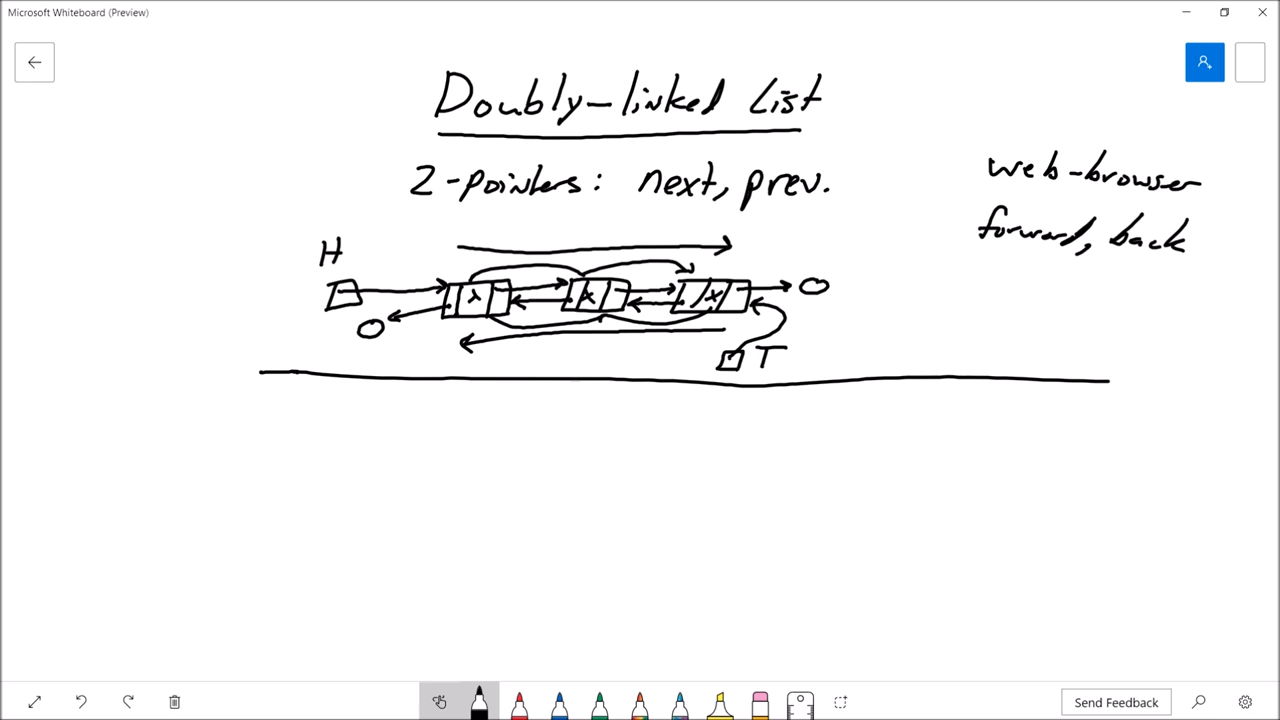 Microsoft Whiteboard (Preview)
Doubly-linked List
2-pointers: next, prev.
web-browser
forward, back
H
x x x
O
O
T
Send Feedback